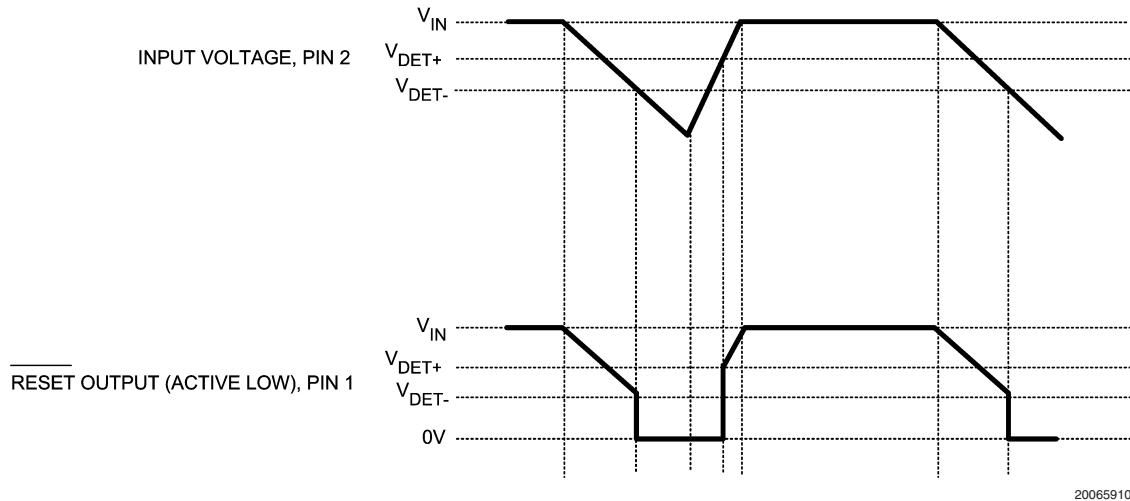 V_IN
INPUT VOLTAGE, PIN 2
V_DET+
V_DET-
V_IN
V_DET+
RESET OUTPUT (ACTIVE LOW), PIN 1
V_DET-
0V
20065910